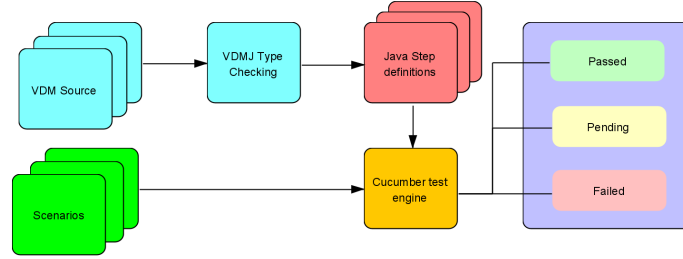 VDM Source
VDMJ Type
Checking
Java Step
definitions
Passed
Pending
Failed
Scenarios
Cucumber test
engine